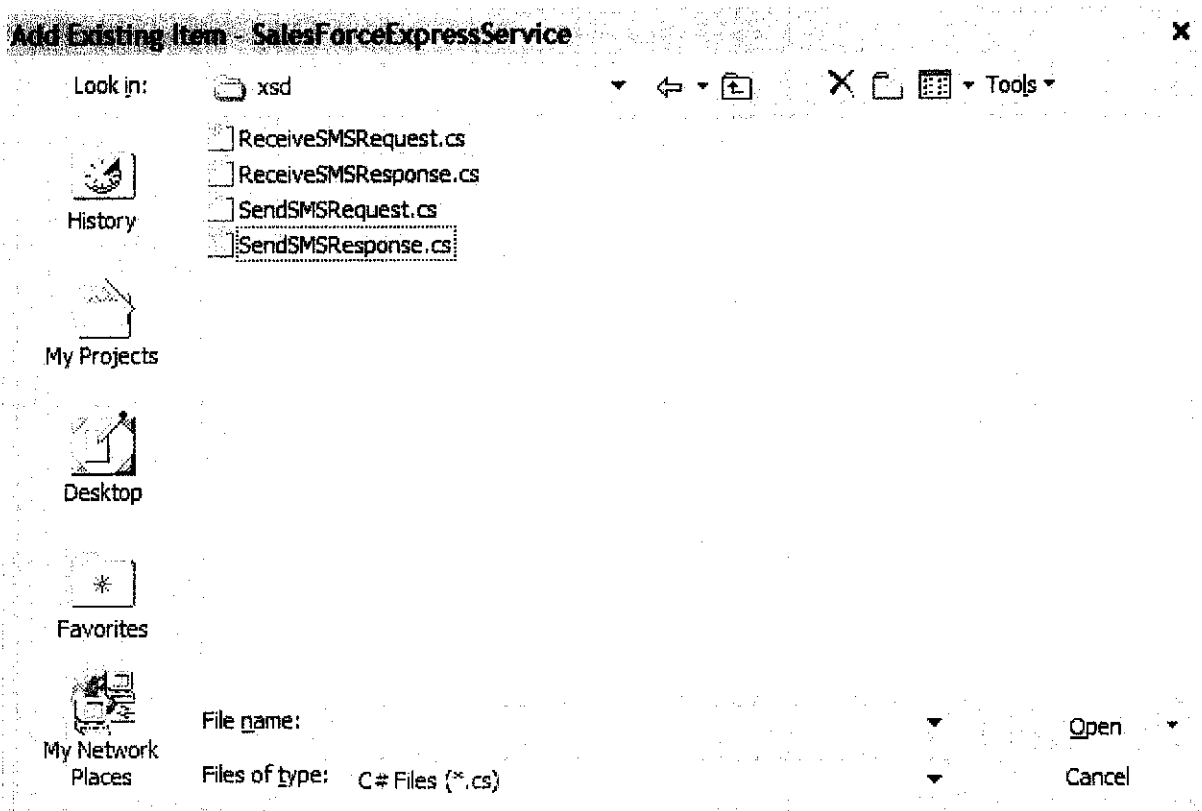 Add Existing Item - SalesForceExpressService
Look in: xsd Tools
ReceiveSMSRequest.cs
ReceiveSMSResponse.cs
SendSMSRequest.cs
SendSMSResponse.cs
History
My Projects
Desktop
Favorites
My Network
Places
File name: Open
Files of type: C# Files (*.cs) Cancel